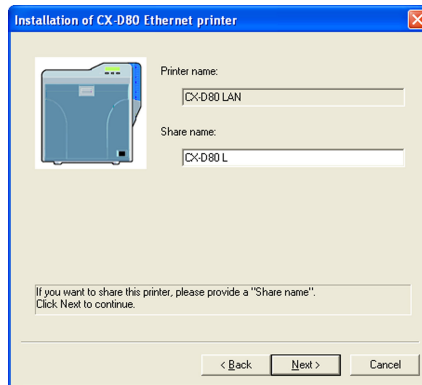 Installation of CX-D80 Ethernet printer
Printer name:
CX-D80 LAN
Share name:
CX-D80 L
If you want to share this printer, please provide a "Share name".
Click Next to continue.
< Back
Next >
Cancel